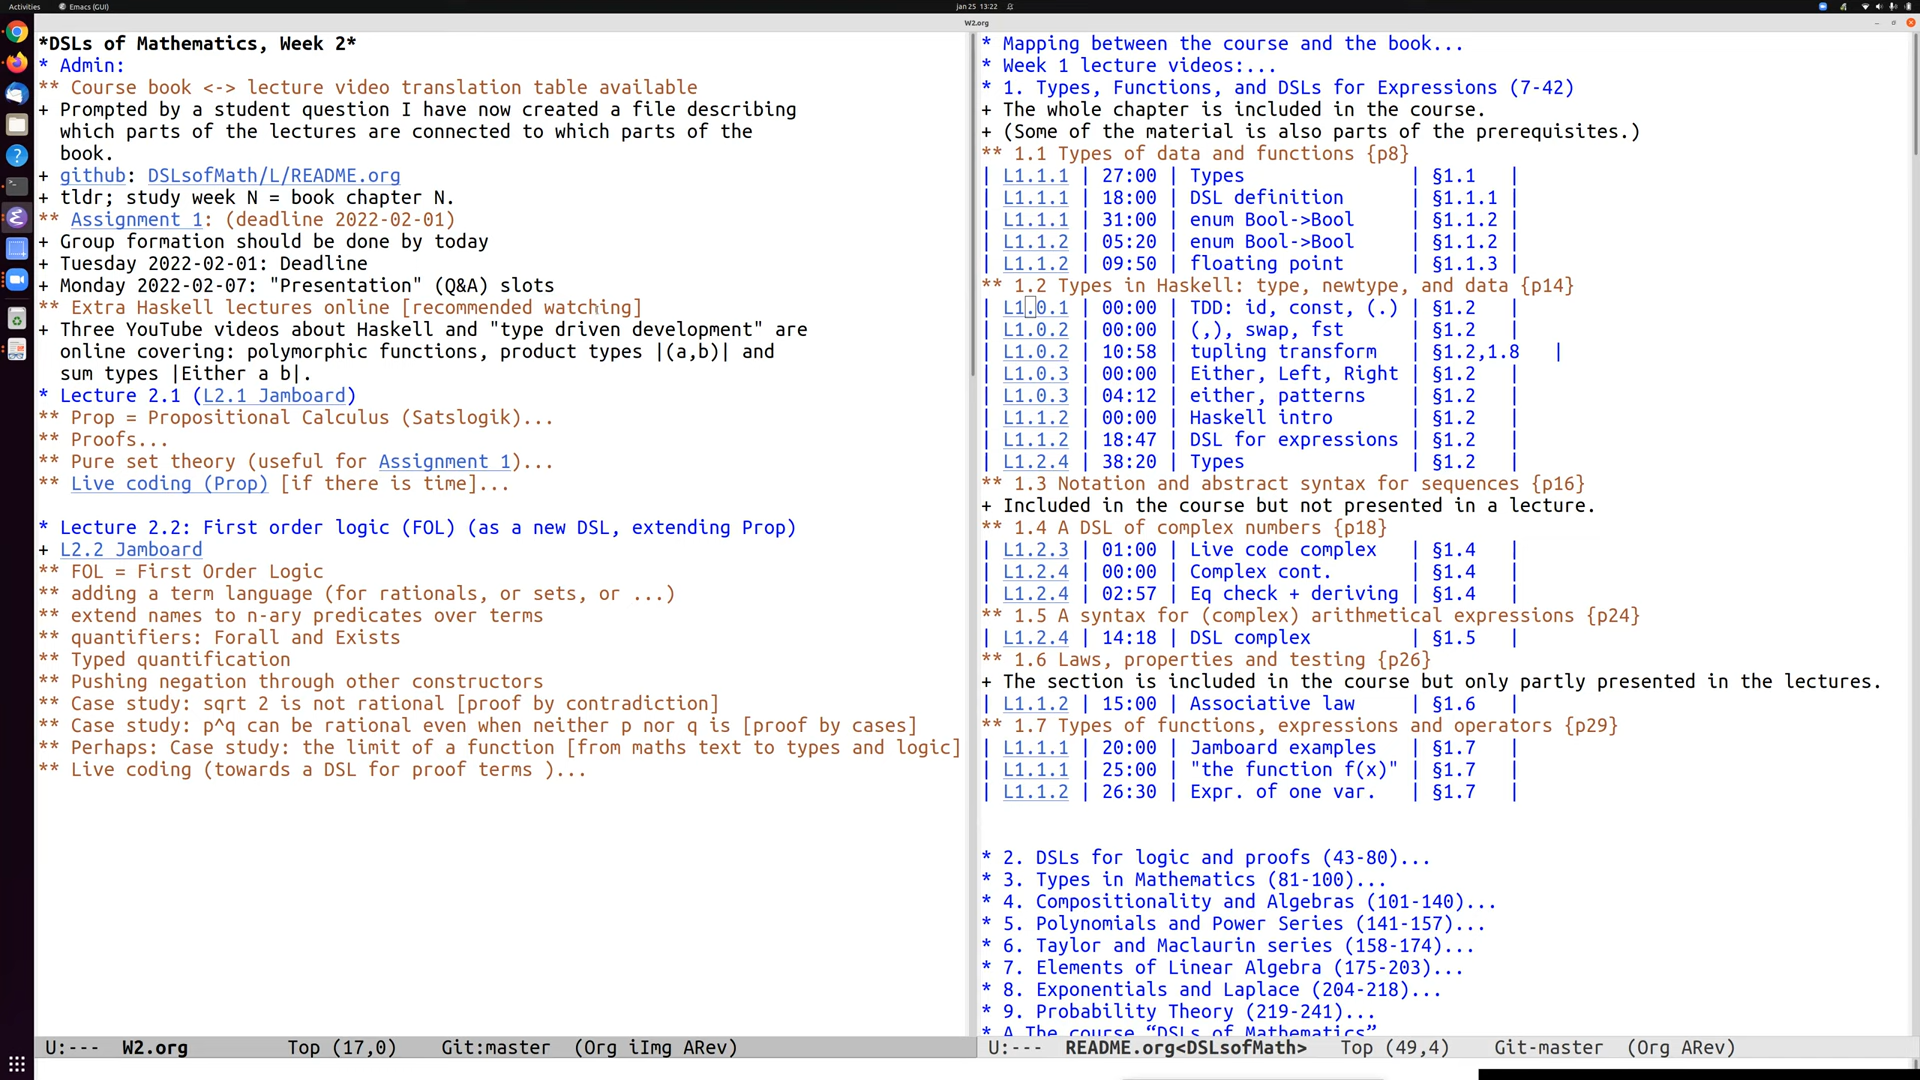 Activities
Emacs (GUI)
jan 25 13:22
W2.org
*DSLs of Mathematics, Week 2*
* Admin:
** Course book <-> lecture video translation table available
+ Prompted by a student question I have now created a file describing
which parts of the lectures are connected to which parts of the
book.
+ github: DSLsofMath/L/README.org
+ tldr; study week N = book chapter N.
** Assignment 1: (deadline 2022-02-01)
+ Group formation should be done by today
+ Tuesday 2022-02-01: Deadline
+ Monday 2022-02-07: "Presentation" (Q&A) slots
** Extra Haskell lectures online [recommended watching]
+ Three YouTube videos about Haskell and "type driven development" are
online covering: polymorphic functions, product types |(a,b)| and
sum types |Either a b|.
* Lecture 2.1 (L2.1 Jamboard)
** Prop = Propositional Calculus (Satslogik)...
** Proofs...
** Pure set theory (useful for Assignment 1)...
** Live coding (Prop) [if there is time]...
* Lecture 2.2: First order logic (FOL) (as a new DSL, extending Prop)
+ L2.2 Jamboard
** FOL = First Order Logic
** adding a term language (for rationals, or sets, or ...)
** extend names to n-ary predicates over terms
** quantifiers: Forall and Exists
** Typed quantification
** Pushing negation through other constructors
** Case study: sqrt 2 is not rational [proof by contradiction]
** Case study: p^q can be rational even when neither p nor q is [proof by cases]
** Perhaps: Case study: the limit of a function [from maths text to types and logic]
** Live coding (towards a DSL for proof terms )...
U:--- W2.org Top (17,0) Git:master (Org iImg ARev)
* Mapping between the course and the book...
* Week 1 lecture videos:...
* 1. Types, Functions, and DSLs for Expressions (7-42)
+ The whole chapter is included in the course.
+ (Some of the material is also parts of the prerequisites.)
** 1.1 Types of data and functions {p8}
| L1.1.1 | 27:00 | Types | §1.1 |
| L1.1.1 | 18:00 | DSL definition | §1.1.1 |
| L1.1.1 | 31:00 | enum Bool->Bool | §1.1.2 |
| L1.1.2 | 05:20 | enum Bool->Bool | §1.1.2 |
| L1.1.2 | 09:50 | floating point | §1.1.3 |
** 1.2 Types in Haskell: type, newtype, and data {p14}
| L1.0.1 | 00:00 | TDD: id, const, (.) | §1.2 |
| L1.0.2 | 00:00 | (,), swap, fst | §1.2 |
| L1.0.2 | 10:58 | tupling transform | §1.2,1.8 |
| L1.0.3 | 00:00 | Either, Left, Right | §1.2 |
| L1.0.3 | 04:12 | either, patterns | §1.2 |
| L1.1.2 | 00:00 | Haskell intro | §1.2 |
| L1.1.2 | 18:47 | DSL for expressions | §1.2 |
| L1.2.4 | 38:20 | Types | §1.2 |
** 1.3 Notation and abstract syntax for sequences {p16}
+ Included in the course but not presented in a lecture.
** 1.4 A DSL of complex numbers {p18}
| L1.2.3 | 01:00 | Live code complex | §1.4 |
| L1.2.4 | 00:00 | Complex cont. | §1.4 |
| L1.2.4 | 02:57 | Eq check + deriving | §1.4 |
** 1.5 A syntax for (complex) arithmetical expressions {p24}
| L1.2.4 | 14:18 | DSL complex | §1.5 |
** 1.6 Laws, properties and testing {p26}
+ The section is included in the course but only partly presented in the lectures.
| L1.1.2 | 15:00 | Associative law | §1.6 |
** 1.7 Types of functions, expressions and operators {p29}
| L1.1.1 | 20:00 | Jamboard examples | §1.7 |
| L1.1.1 | 25:00 | "the function f(x)" | §1.7 |
| L1.1.2 | 26:30 | Expr. of one var. | §1.7 |
* 2. DSLs for logic and proofs (43-80)...
* 3. Types in Mathematics (81-100)...
* 4. Compositionality and Algebras (101-140)...
* 5. Polynomials and Power Series (141-157)...
* 6. Taylor and Maclaurin series (158-174)...
* 7. Elements of Linear Algebra (175-203)...
* 8. Exponentials and Laplace (204-218)...
* 9. Probability Theory (219-241)...
* A The course “DSLs of Mathematics”
U:--- README.org<DSLsofMath> Top (49,4) Git-master (Org ARev)